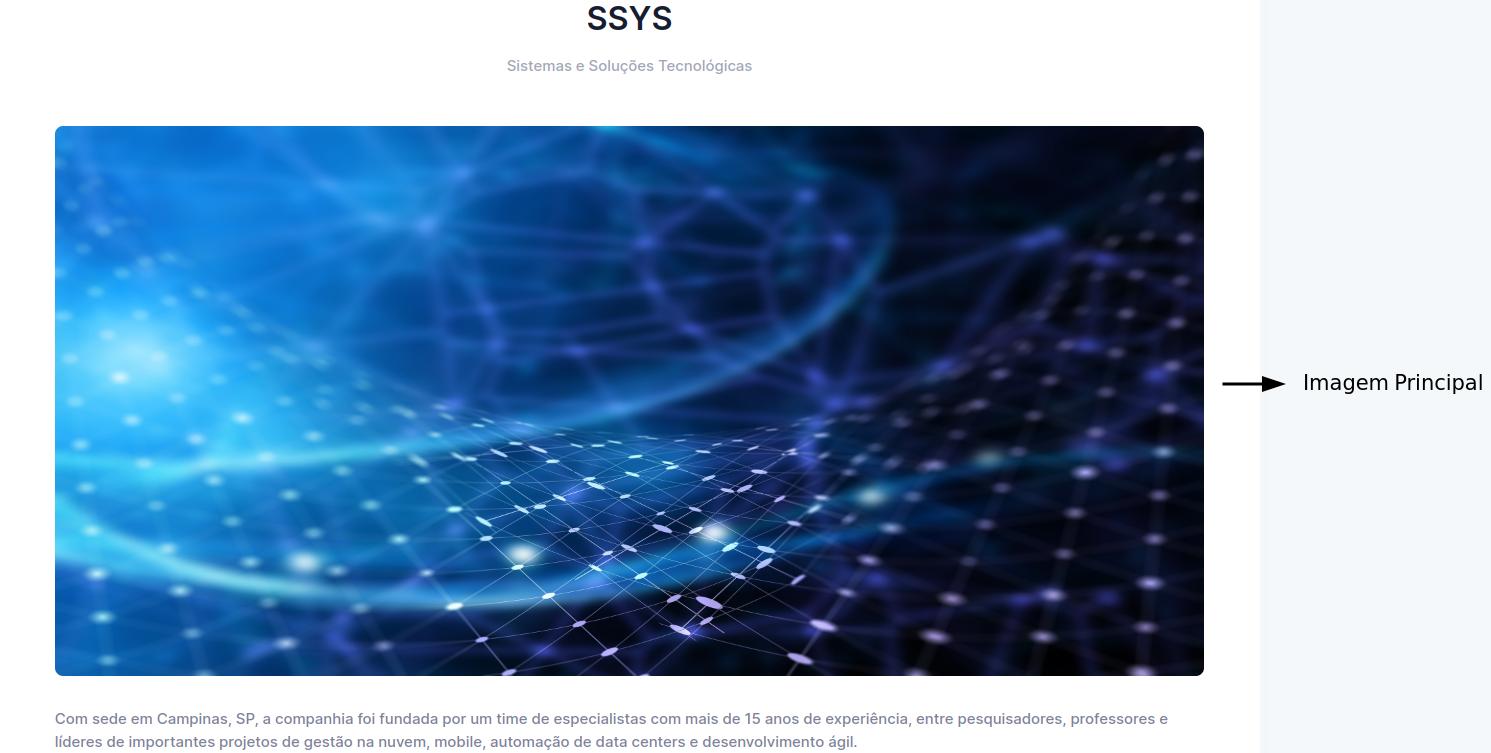 SSYS
Sistemas e Soluções Tecnológicas
Imagem Principal
Com sede em Campinas, SP, a companhia foi fundada por um time de especialistas com mais de 15 anos de experiência, entre pesquisadores, professores e
líderes de importantes projetos de gestão na nuvem, mobile, automação de data centers e desenvolvimento ágil.